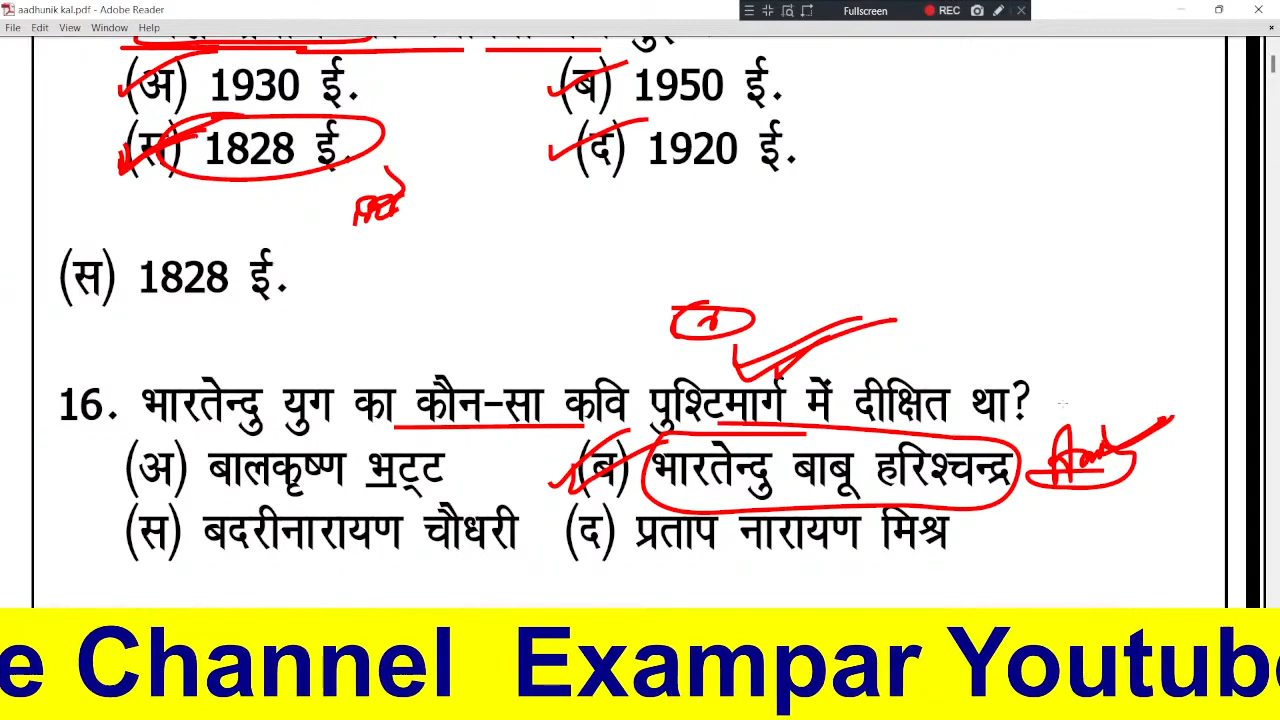 aadhunik kal.pdf - Adobe Reader
Fullscreen REC
File Edit View Window Help
(अ) 1930 ई. (ब) 1950 ई.
(स) 1828 ई. (द) 1920 ई.
(स) 1828 ई.
16. भारतेन्दु युग का कौन-सा कवि पुश्टिमार्ग में दीक्षित था?
(अ) बालकृष्ण भट्ट (ब) भारतेन्दु बाबू हरिश्चन्द्र
(स) बदरीनारायण चौधरी (द) प्रताप नारायण मिश्र
e Channel Exampar Youtube